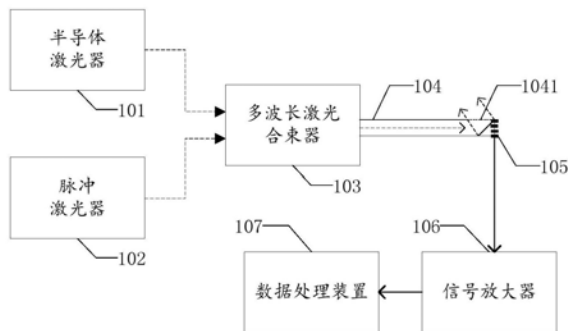 半导体
激光器
101
脉冲
激光器
102
多波长激光
合束器
103
104
1041
105
106
信号放大器
107
数据处理装置